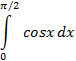 ∫₀^{π/2} cosx dx